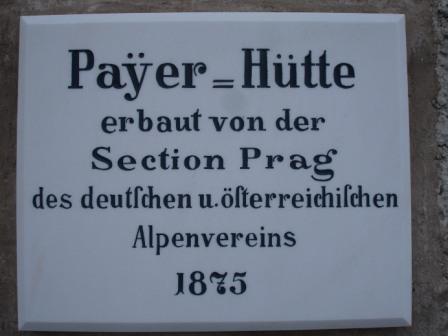 Paÿer=Hütte
erbaut von der
Section Prag
des deutſchen u. öſterreichiſchen
Alpenvereins
1875